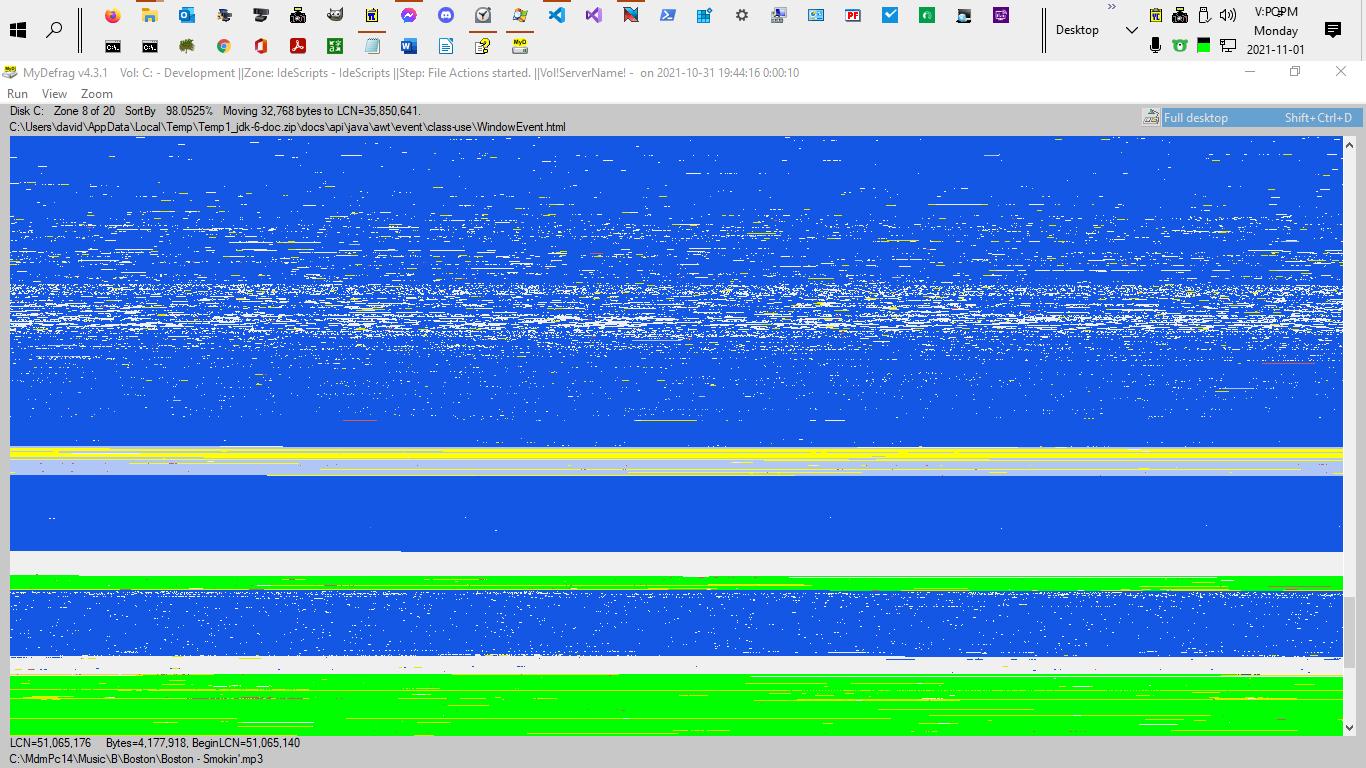 Desktop
V:POPM
Monday
2021-11-01
MyDefrag v4.3.1 Vol: C: - Development ||Zone: IdeScripts - IdeScripts ||Step: File Actions started. ||Vol!ServerName! - on 2021-10-31 19:44:16 0:00:10
Run View Zoom
Disk C: Zone 8 of 20 SortBy 98.0525% Moving 32,768 bytes to LCN=35,850,641.
C:\Users\david\AppData\Local\Temp\Temp1_jdk-6-doc.zip\docs\api\java\awt\event\class-use\WindowEvent.html
Full desktop Shift+Ctrl+D
LCN=51,065,176 Bytes=4,177,918, BeginLCN=51,065,140
C:\MdmPc14\Music\B\Boston\Boston - Smokin'.mp3